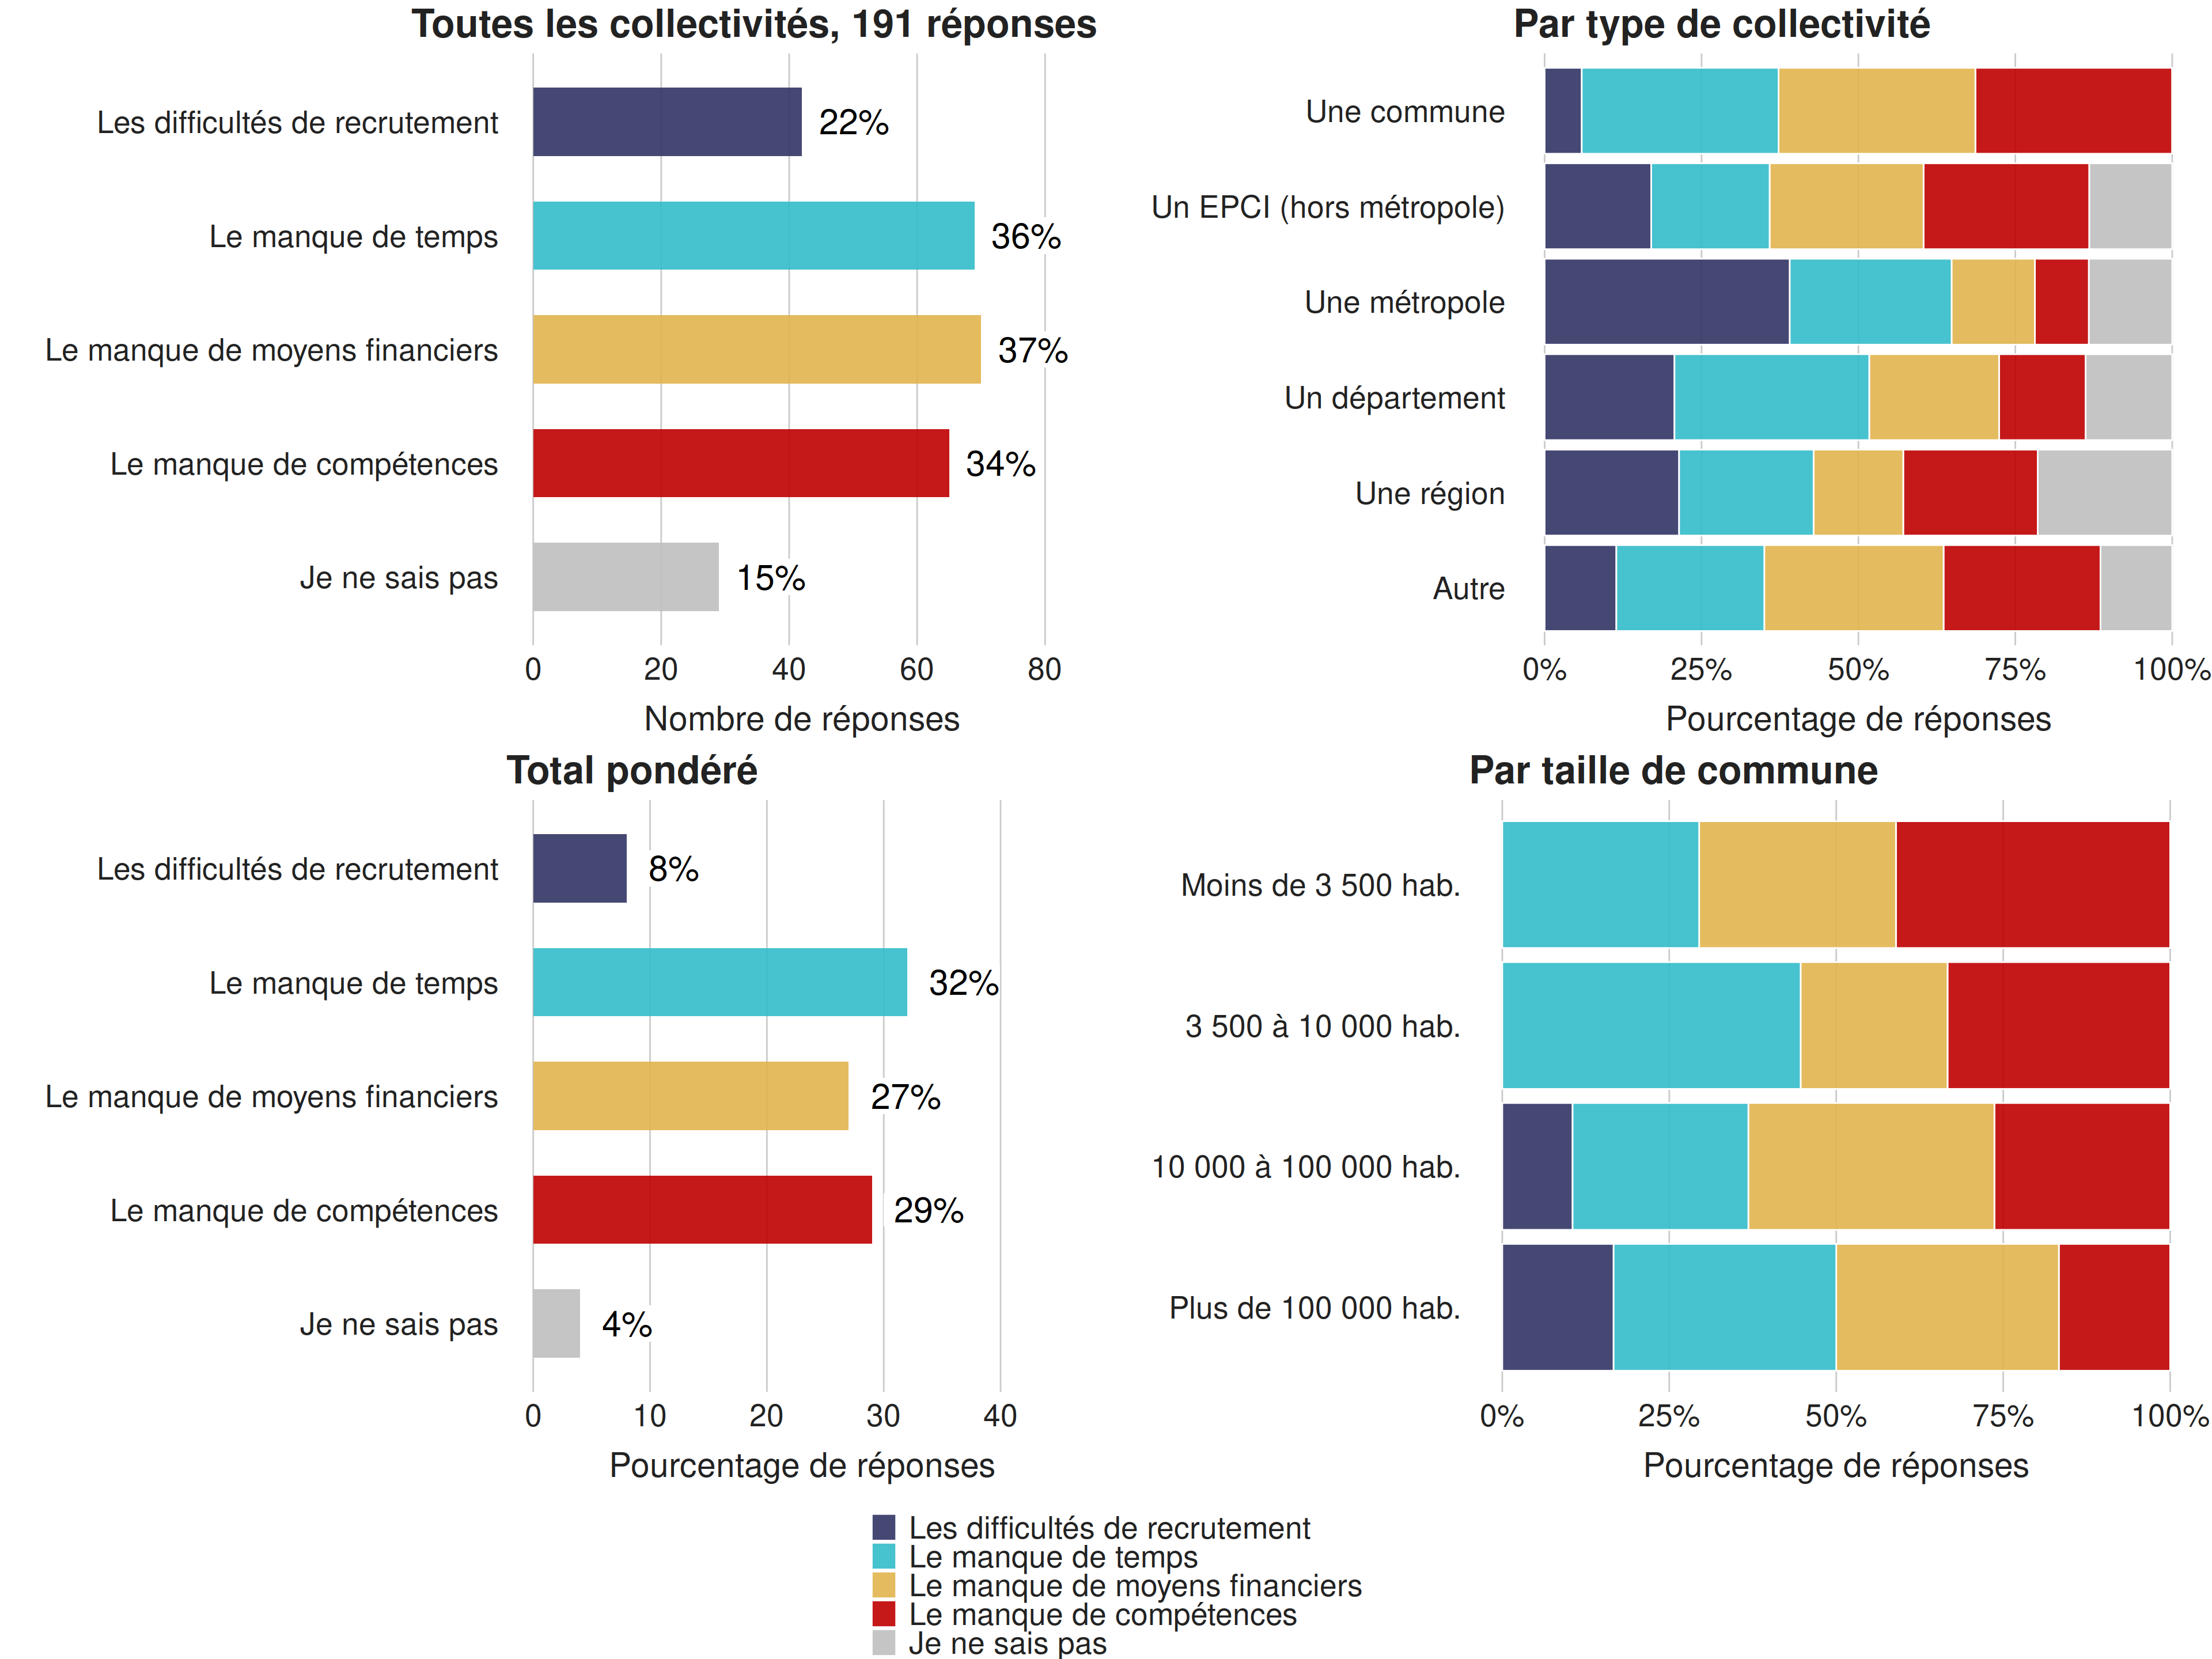 Toutes les collectivités, 191 réponses
Les difficultés de recrutement
22%
Le manque de temps
36%
Le manque de moyens financiers
37%
Le manque de compétences
34%
Je ne sais pas
15%
0 20 40 60 80
Nombre de réponses
Par type de collectivité
Une commune
Un EPCI (hors métropole)
Une métropole
Un département
Une région
Autre
0% 25% 50% 75% 100%
Pourcentage de réponses
Total pondéré
Les difficultés de recrutement
8%
Le manque de temps
32%
Le manque de moyens financiers
27%
Le manque de compétences
29%
Je ne sais pas
4%
0 10 20 30 40
Pourcentage de réponses
Par taille de commune
Moins de 3 500 hab.
3 500 à 10 000 hab.
10 000 à 100 000 hab.
Plus de 100 000 hab.
0% 25% 50% 75% 100%
Pourcentage de réponses
Les difficultés de recrutement
Le manque de temps
Le manque de moyens financiers
Le manque de compétences
Je ne sais pas